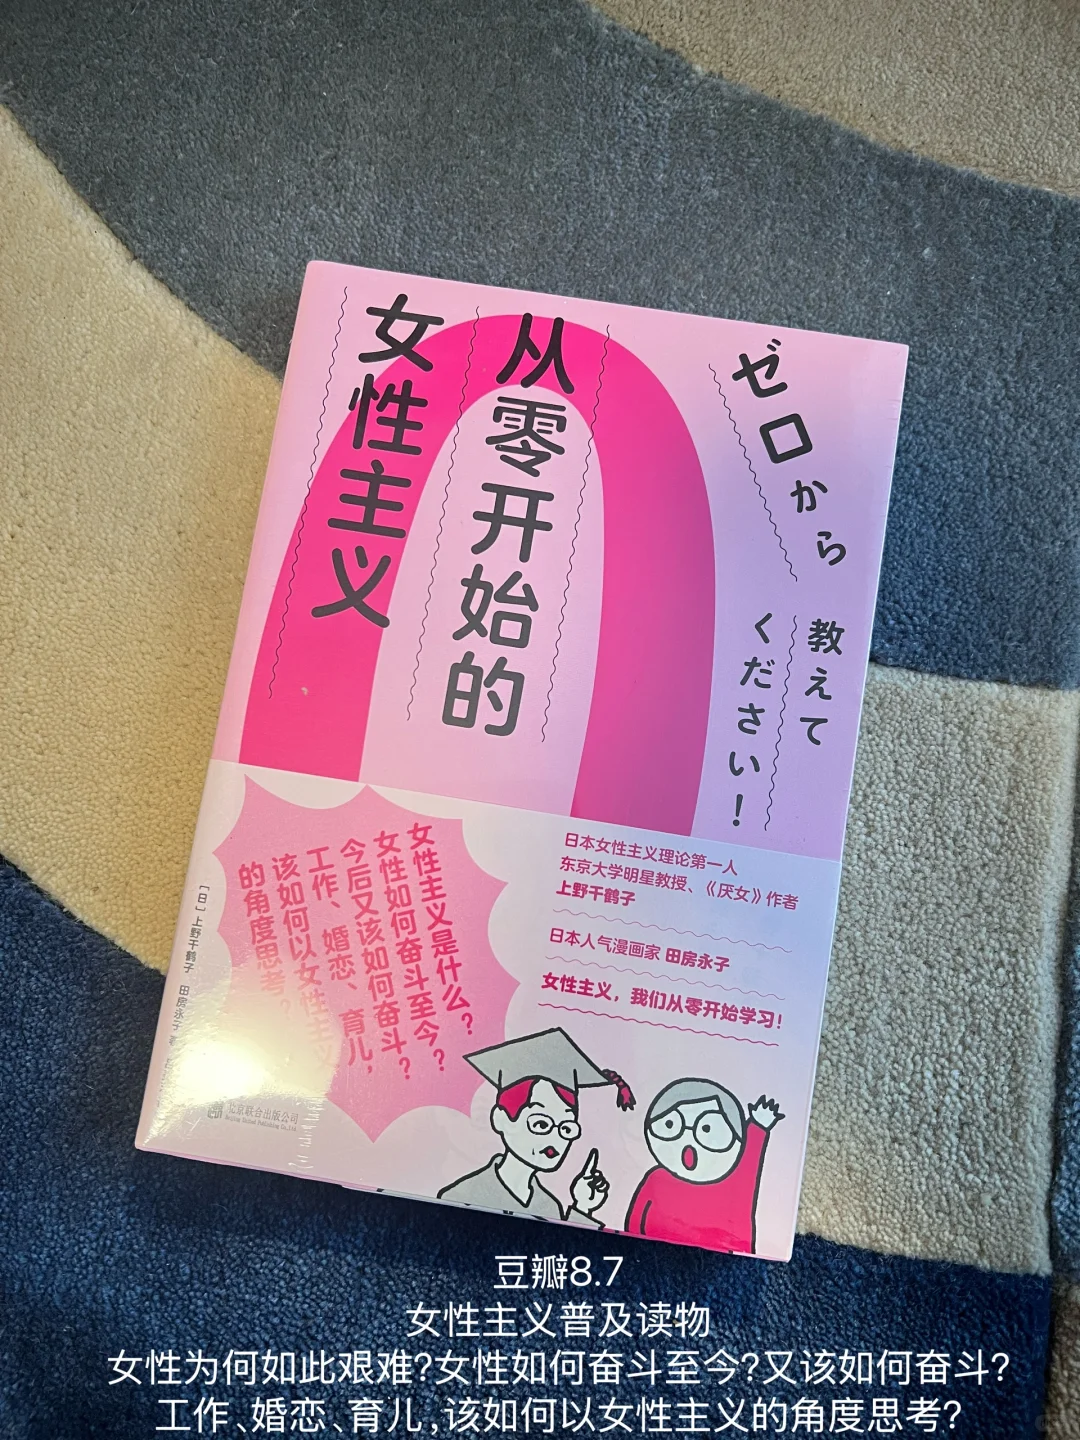 从零开始的
女性主义
ゼロから
教えて
ください!
女性主义是什么?
女性如何奋斗至今?
今后又该如何奋斗?
工作、婚恋、育儿,
该如何以女性主义
的角度思考?
日本女性主义理论第一人
东京大学明星教授、《厌女》作者
上野千鹤子
日本人气漫画家 田房永子
女性主义,我们从零开始学习!
[日]上野千鹤子 田房永子 著
北京联合出版公司
Beijing United Publishing Co.,Ltd.
豆瓣8.7
女性主义普及读物
女性为何如此艰难?女性如何奋斗至今?又该如何奋斗?
工作、婚恋、育儿,该如何以女性主义的角度思考?